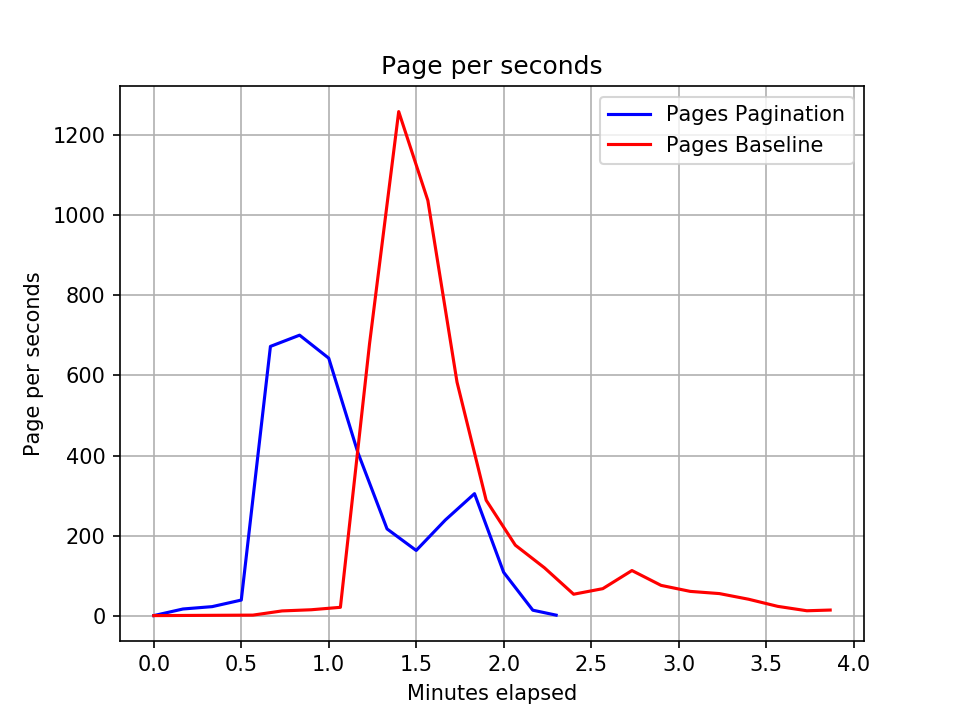 Page per seconds
Pages Pagination
Pages Baseline
1200
1000
800
600
400
200
0
Page per seconds
0.0 0.5 1.0 1.5 2.0 2.5 3.0 3.5 4.0
Minutes elapsed